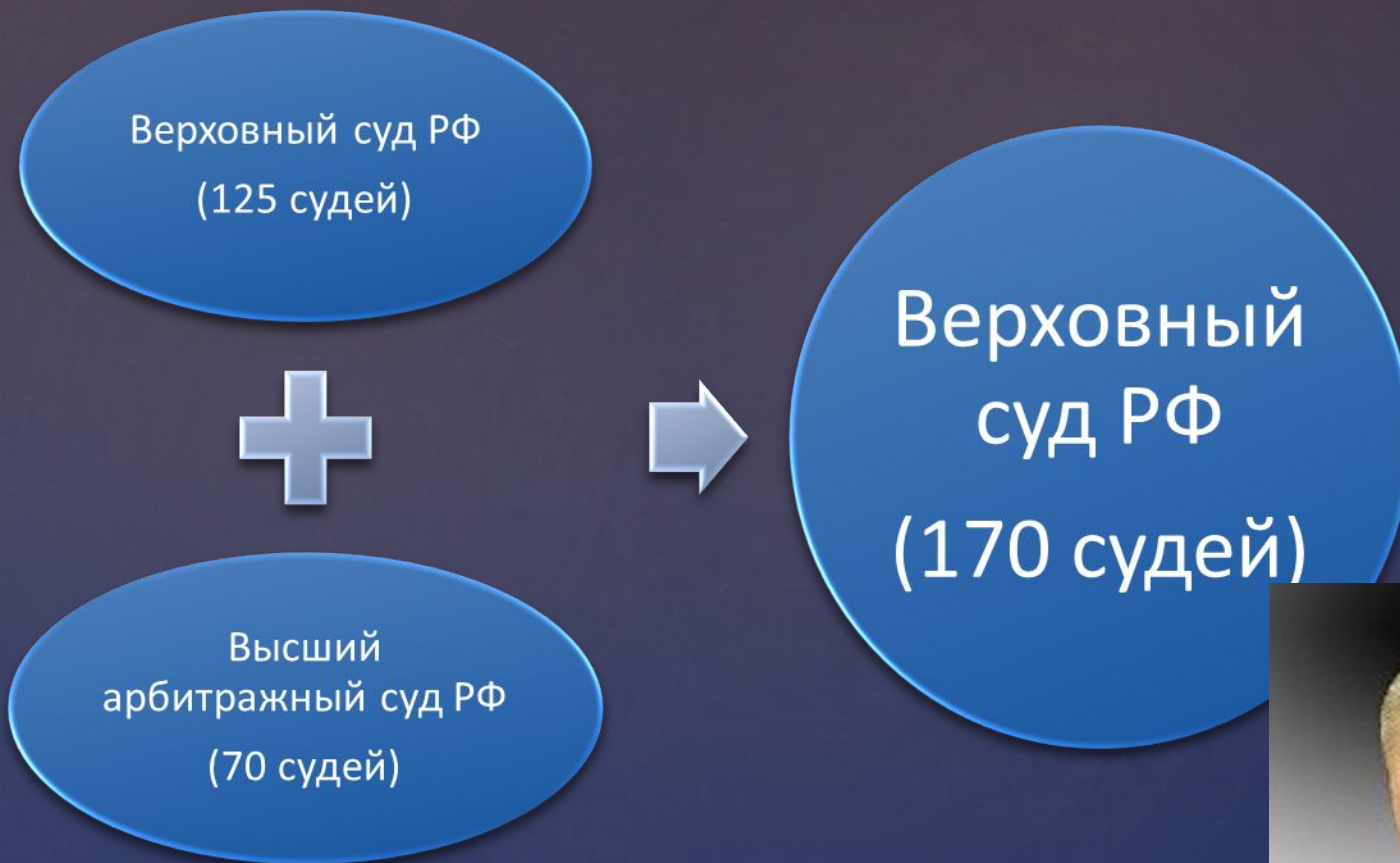 Верховный суд РФ
(125 судей)
Высший
арбитражный суд РФ
(70 судей)
Верховный
суд РФ
(170 судей)